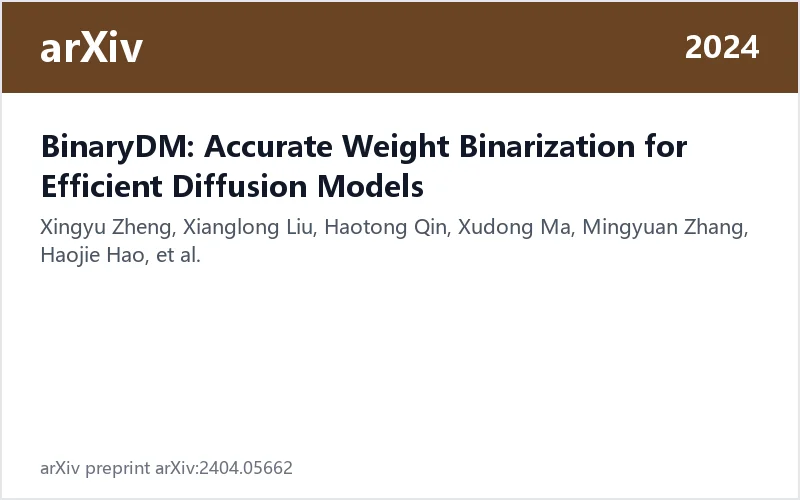 arXiv
2024
BinaryDM: Accurate Weight Binarization for
Efficient Diffusion Models
Xingyu Zheng, Xianglong Liu, Haotong Qin, Xudong Ma, Mingyuan Zhang,
Haojie Hao, et al.
arXiv preprint arXiv:2404.05662